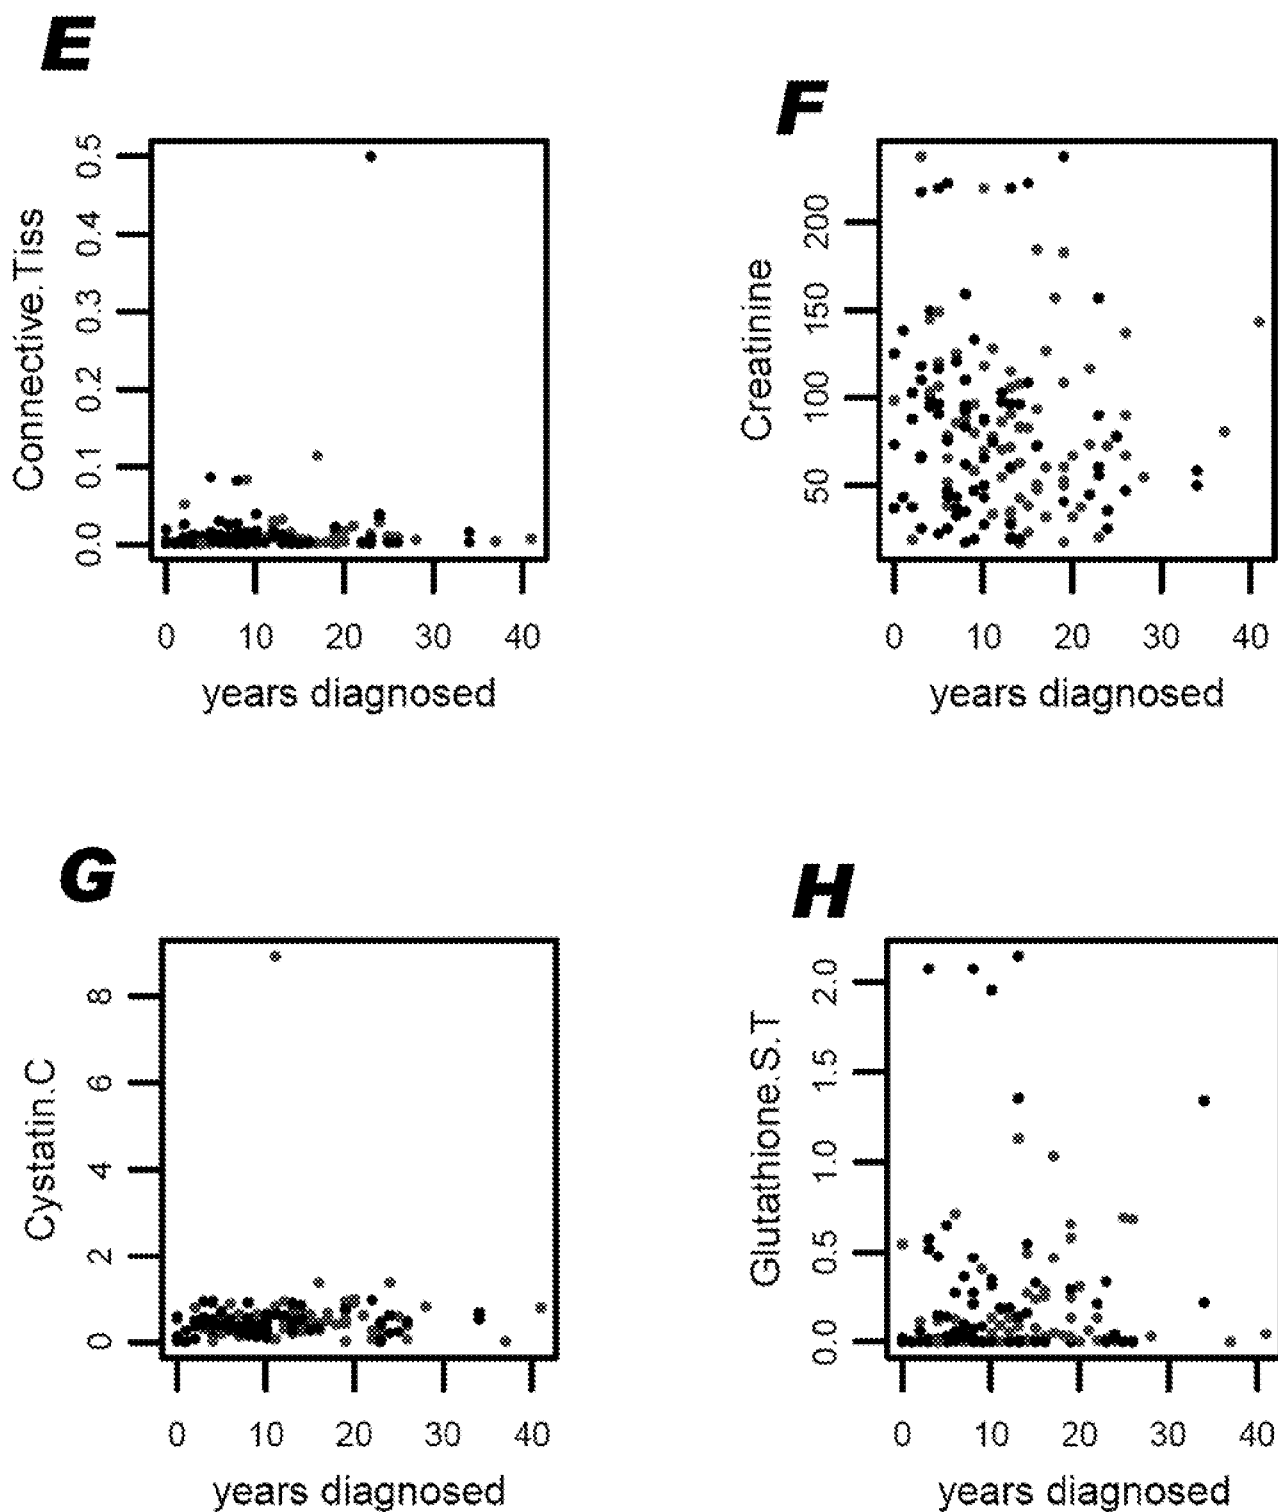 E
F
Connective.Tiss
0.0 0.1 0.2 0.3 0.4 0.5
0 10 20 30 40
years diagnosed
Creatinine
50 100 150 200
0 10 20 30 40
years diagnosed
G
H
Cystatin.C
0 2 4 6 8
0 10 20 30 40
years diagnosed
Glutathione.S.T
0.0 0.5 1.0 1.5 2.0
0 10 20 30 40
years diagnosed